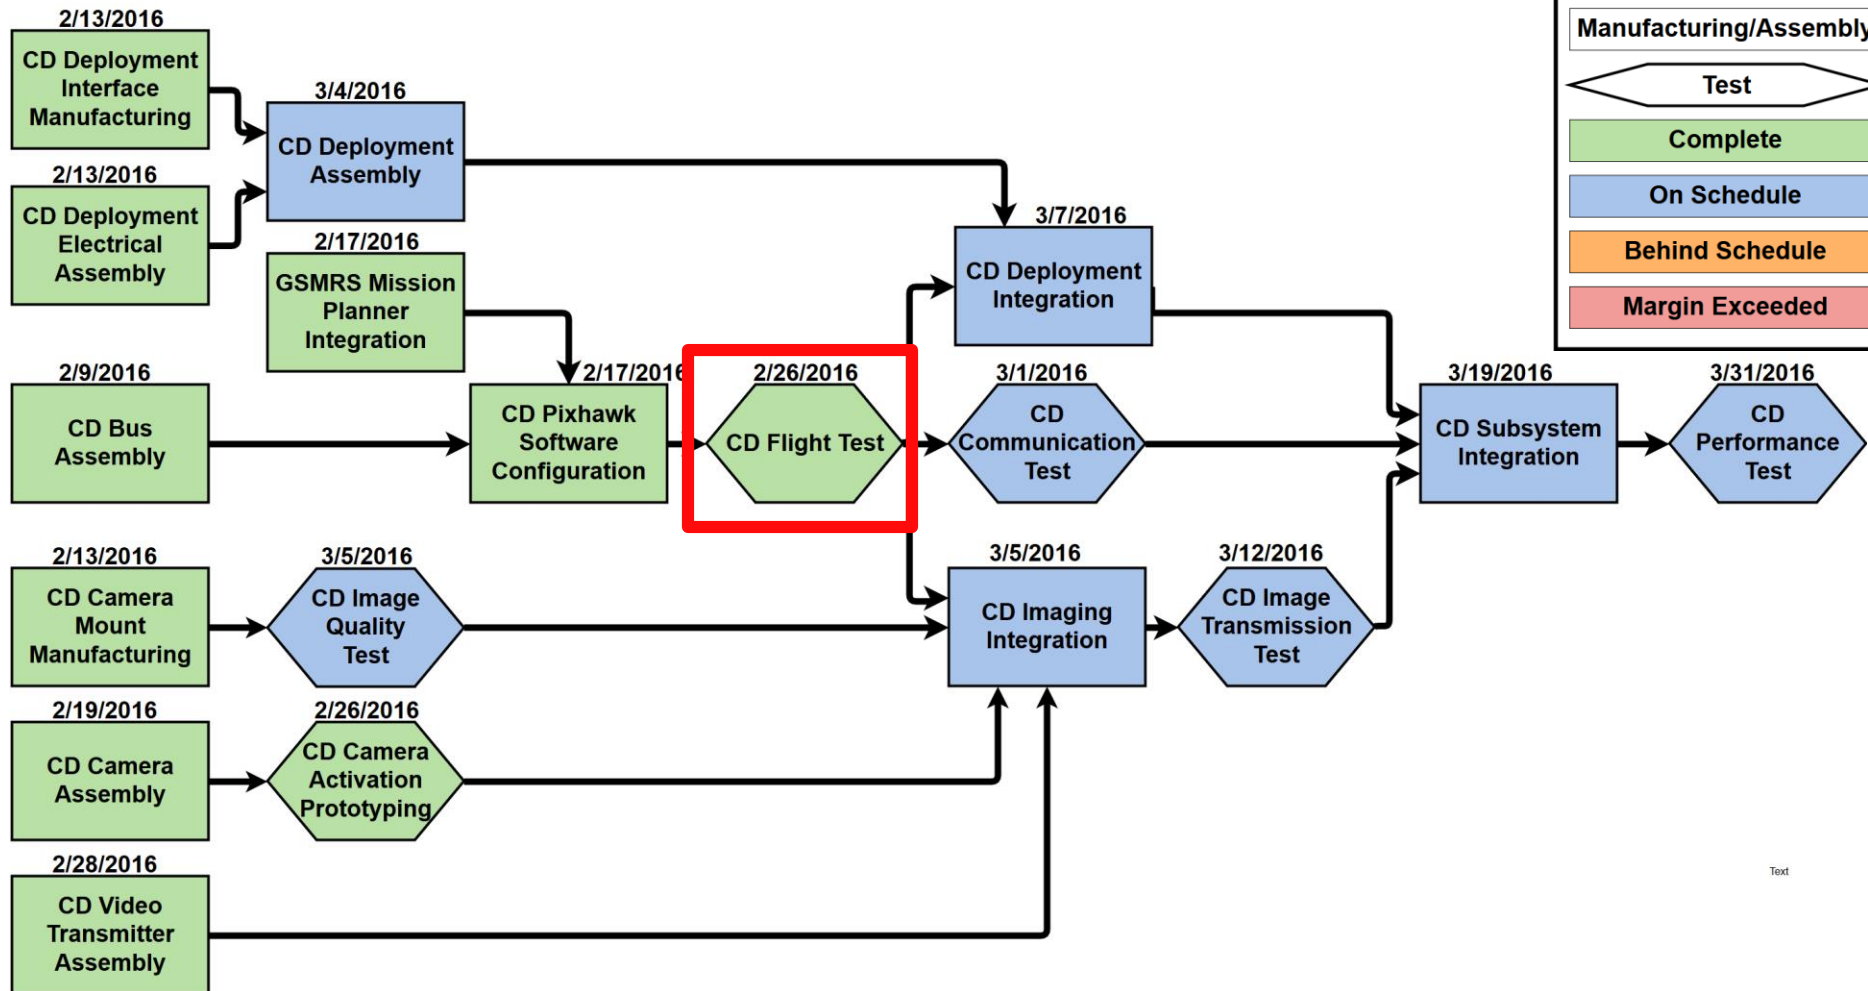 2/13/2016
CD Deployment
Interface
Manufacturing
2/13/2016
CD Deployment
Electrical
Assembly
3/4/2016
CD Deployment
Assembly
2/17/2016
GSMRS Mission
Planner
Integration
2/9/2016
CD Bus
Assembly
2/17/2016
CD Pixhawk
Software
Configuration
2/26/2016
CD Flight Test
3/7/2016
CD Deployment
Integration
3/1/2016
CD
Communication
Test
3/19/2016
CD Subsystem
Integration
3/31/2016
CD
Performance
Test
2/13/2016
CD Camera
Mount
Manufacturing
3/5/2016
CD Image
Quality
Test
3/5/2016
CD Imaging
Integration
3/12/2016
CD Image
Transmission
Test
2/19/2016
CD Camera
Assembly
2/26/2016
CD Camera
Activation
Prototyping
2/28/2016
CD Video
Transmitter
Assembly
Manufacturing/Assembly
Test
Complete
On Schedule
Behind Schedule
Margin Exceeded
Text